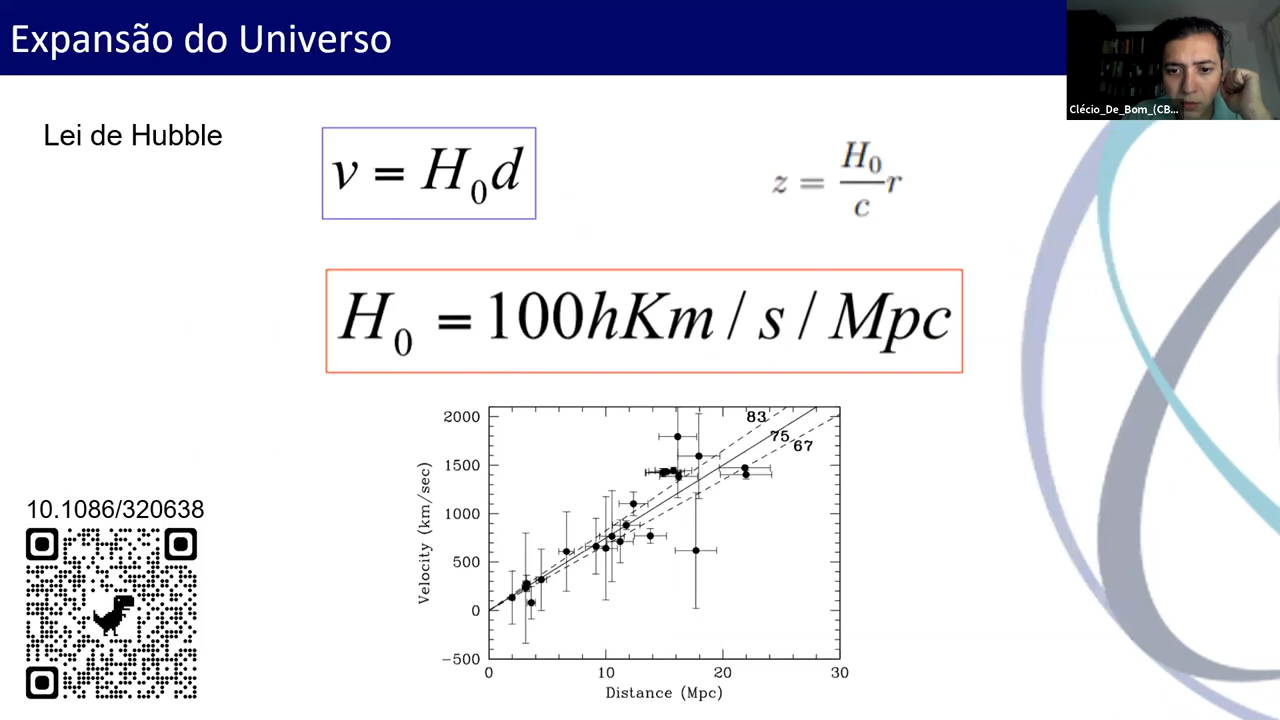 Expansão do Universo
Clécio_De_Bom_(CB...
Lei de Hubble
v = H₀d
z = H₀/c r
H₀ = 100hKm / s / Mpc
2000
1500
1000
500
0
−500
Velocity (km/sec)
83
75
67
0 10 20 30
Distance (Mpc)
10.1086/320638